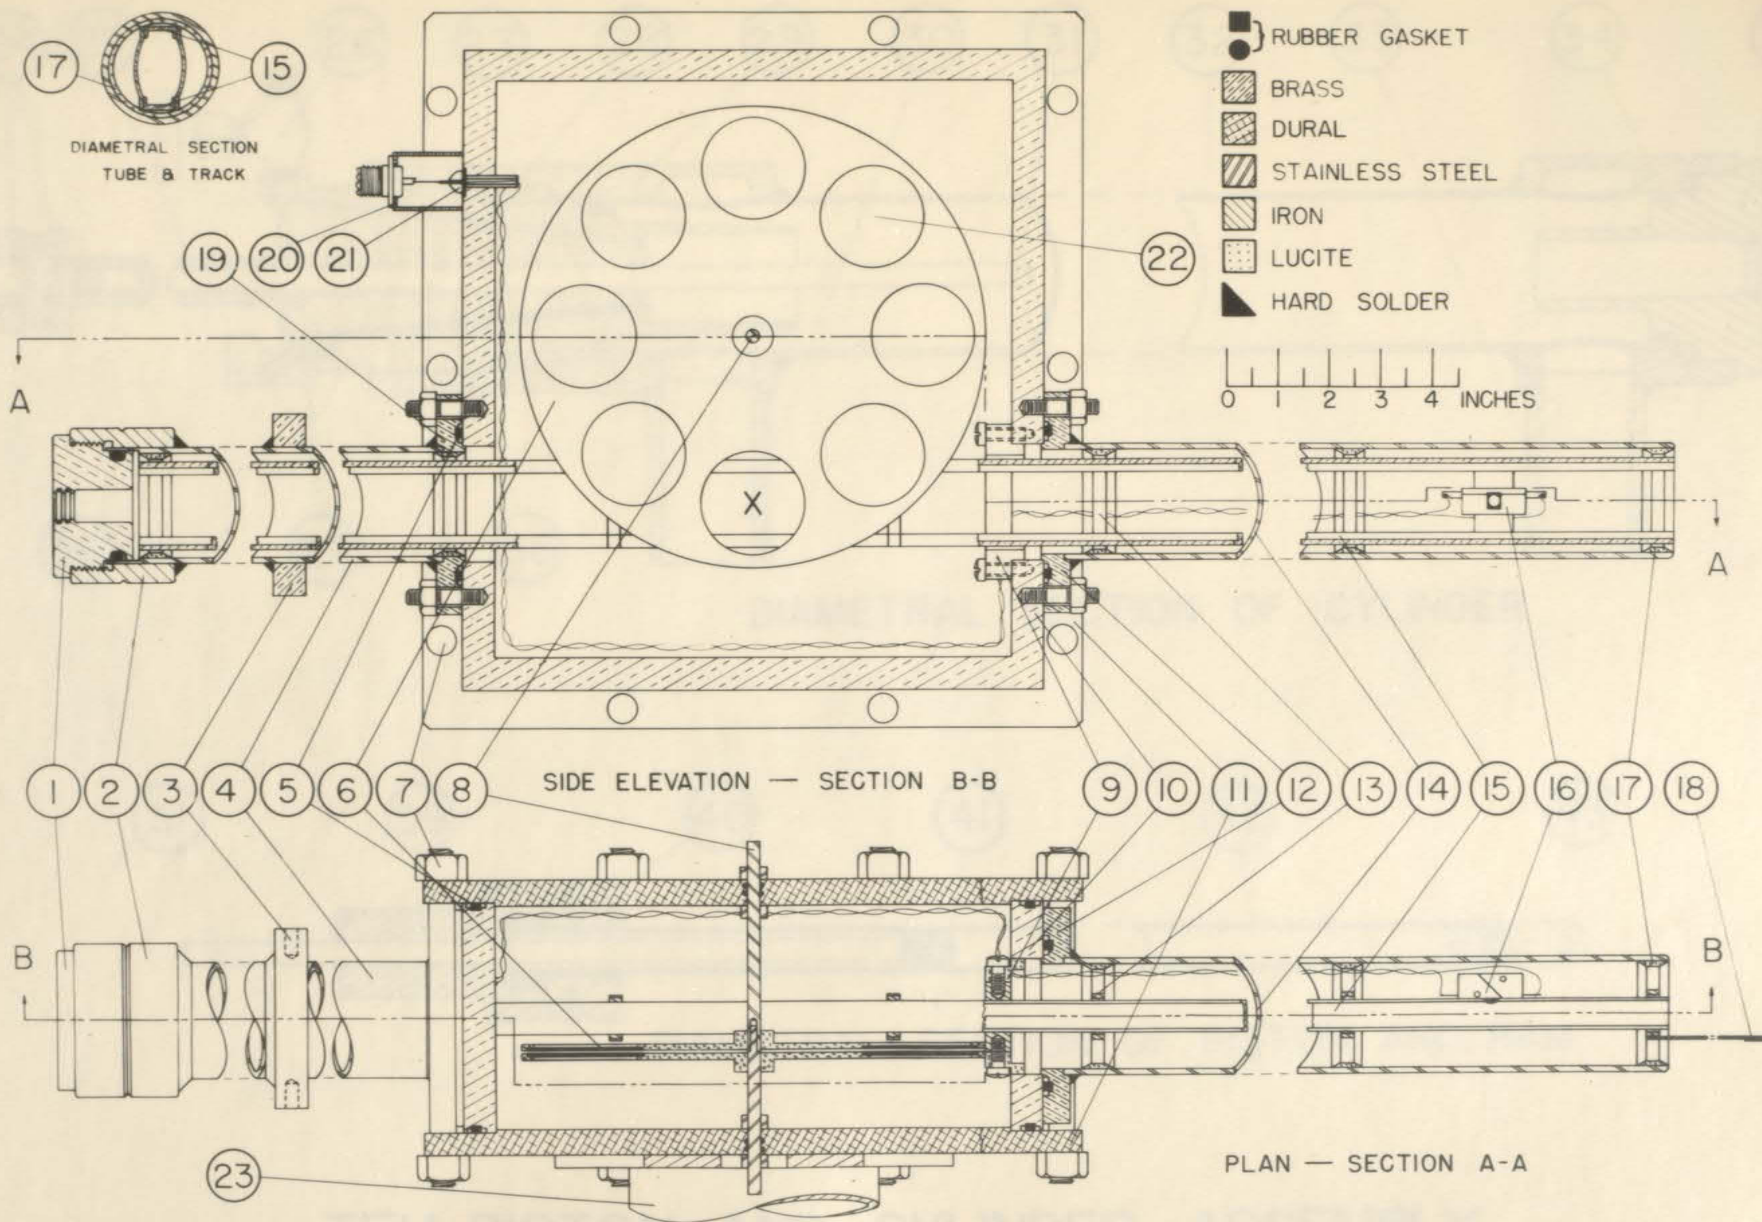 17
15
DIAMETRAL SECTION
TUBE & TRACK
RUBBER GASKET
BRASS
DURAL
STAINLESS STEEL
IRON
LUCITE
HARD SOLDER
19 20 21
22
0 1 2 3 4 INCHES
A
X
A
1 2 3 4 5 6 7 8
SIDE ELEVATION — SECTION B-B
9 10 11 12 13 14 15 16 17 18
B
B
23
PLAN — SECTION A-A